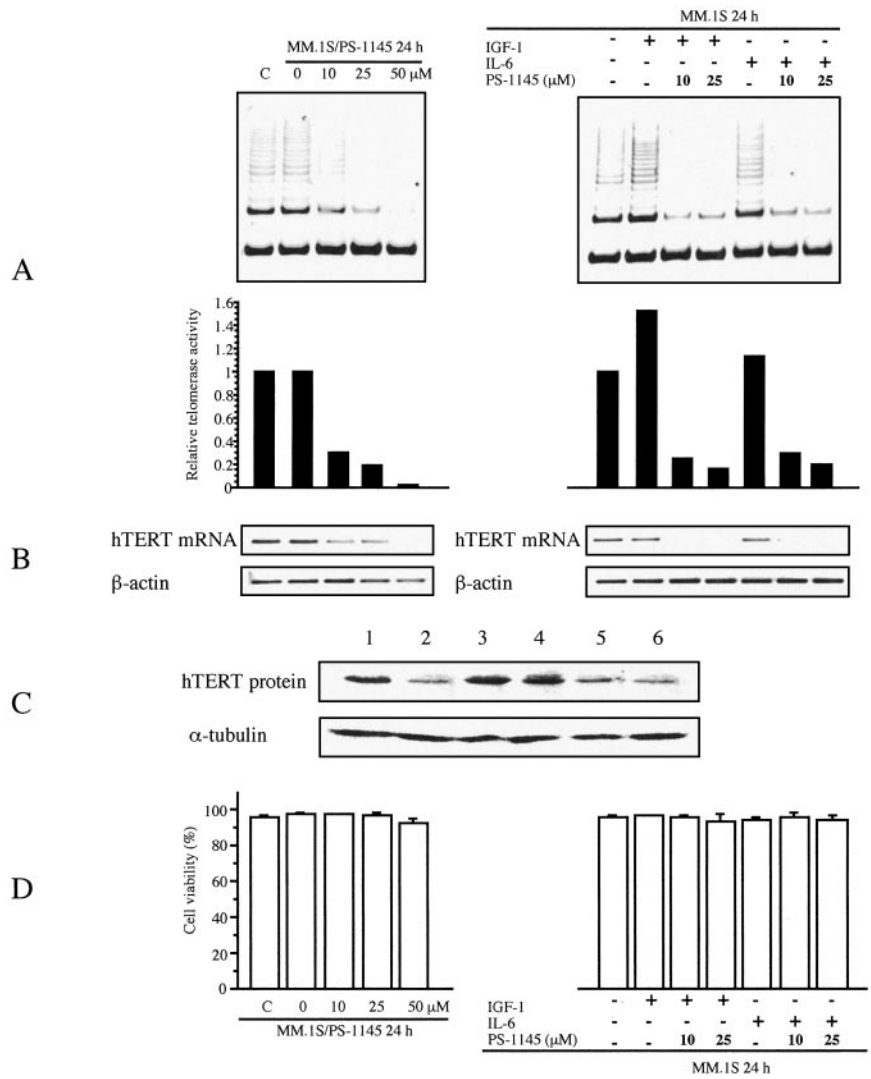 MM.1S/PS-1145 24 h
C 0 10 25 50 μM
MM.1S 24 h
IGF-1 - + + + - - -
IL-6 - - - - + + +
PS-1145 (μM) - - 10 25 - 10 25
A
Relative telomerase activity
1.6
1.4
1.2
1
0.8
0.6
0.4
0.2
0
B
hTERT mRNA
β-actin
hTERT mRNA
β-actin
C
1 2 3 4 5 6
hTERT protein
α-tubulin
D
Cell viability (%)
100
80
60
40
20
0
C 0 10 25 50 μM
MM.1S/PS-1145 24 h
IGF-1 - + + + - - -
IL-6 - - - - + + +
PS-1145 (μM) - - 10 25 - 10 25
MM.1S 24 h